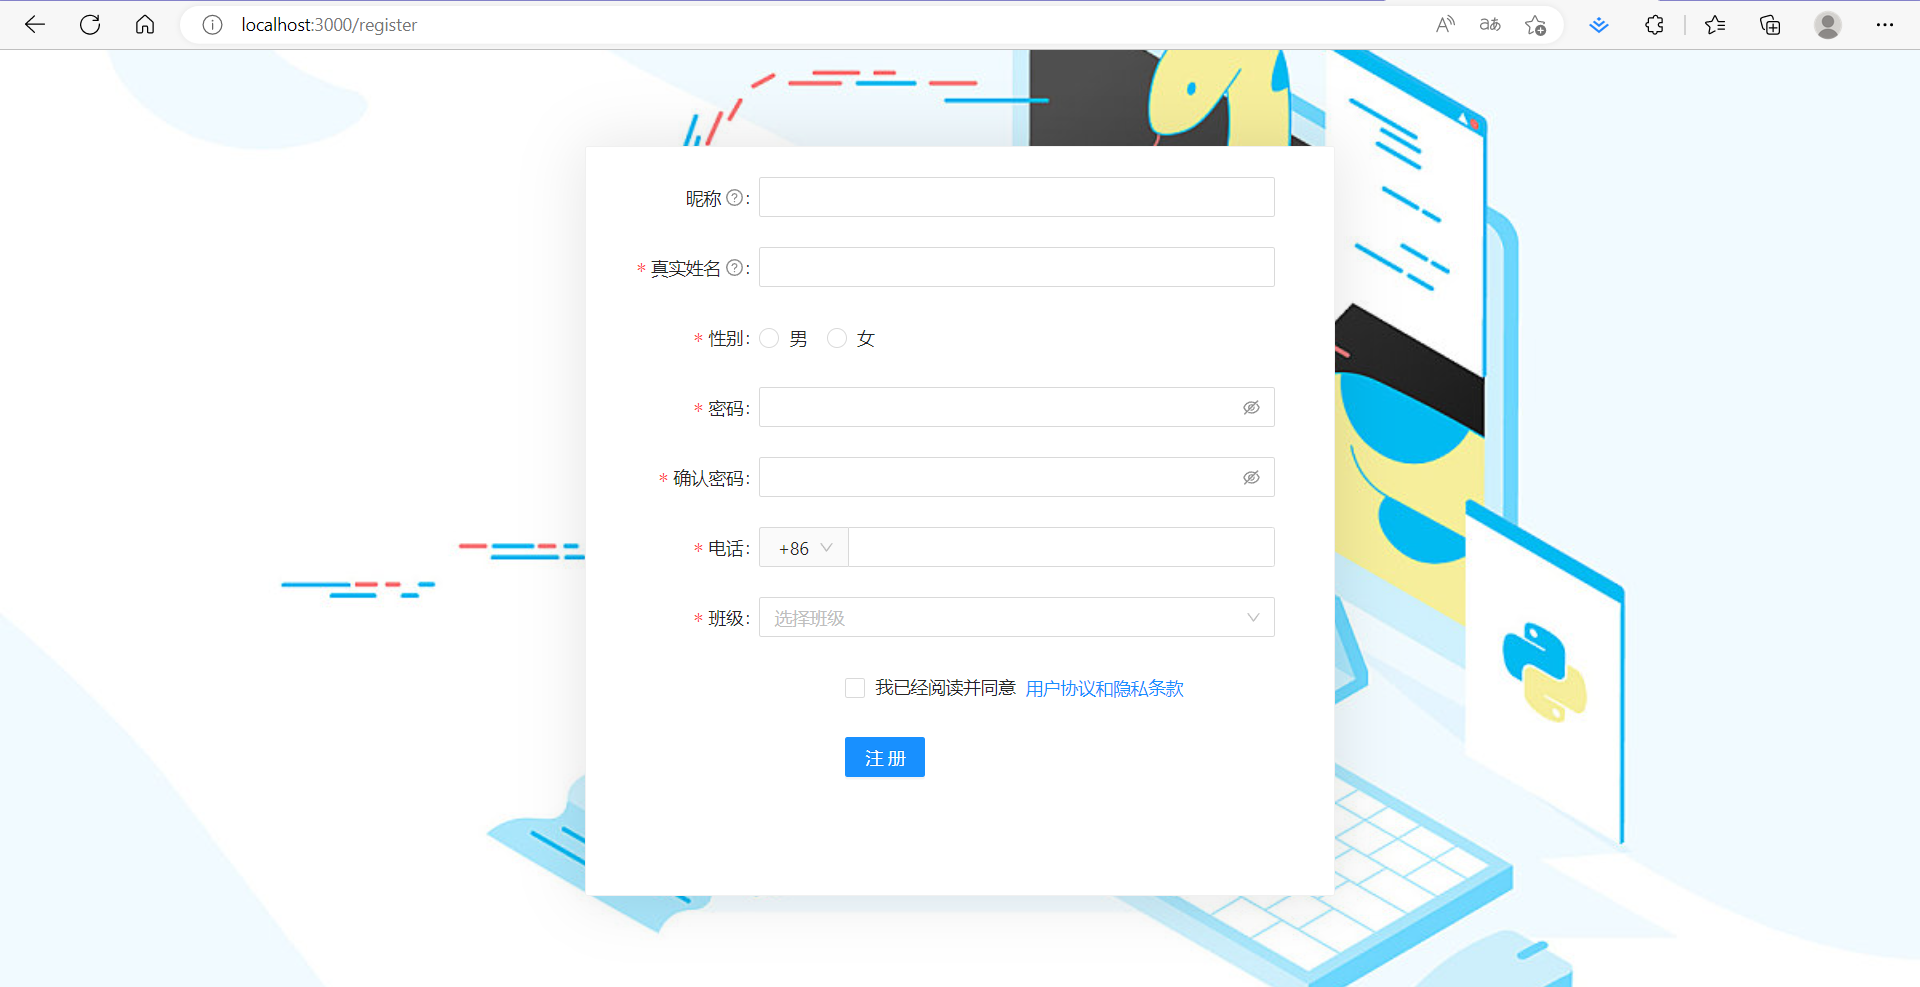 localhost:3000/register
昵称 :
* 真实姓名 :
* 性别: 男 女
* 密码:
* 确认密码:
* 电话: +86
* 班级: 选择班级
我已经阅读并同意 用户协议和隐私条款
注 册